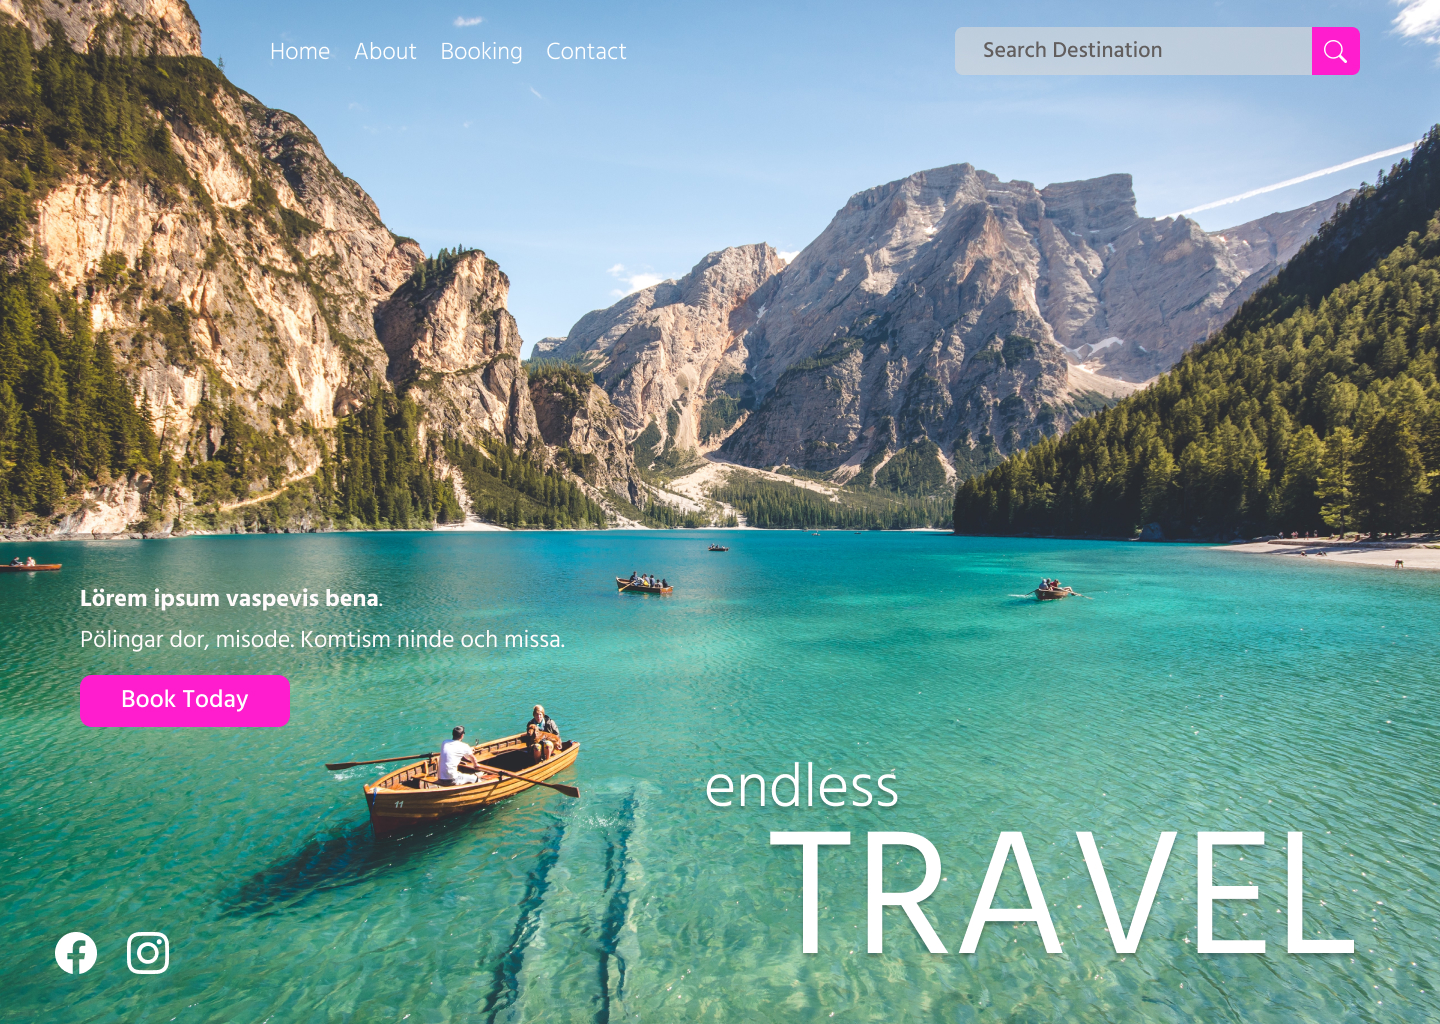 Home About Booking Contact
Search Destination
Lörem ipsum vaspevis bena.
Pölingar dor, misode. Komtism ninde och missa.
Book Today
11
endless
TRAVEL